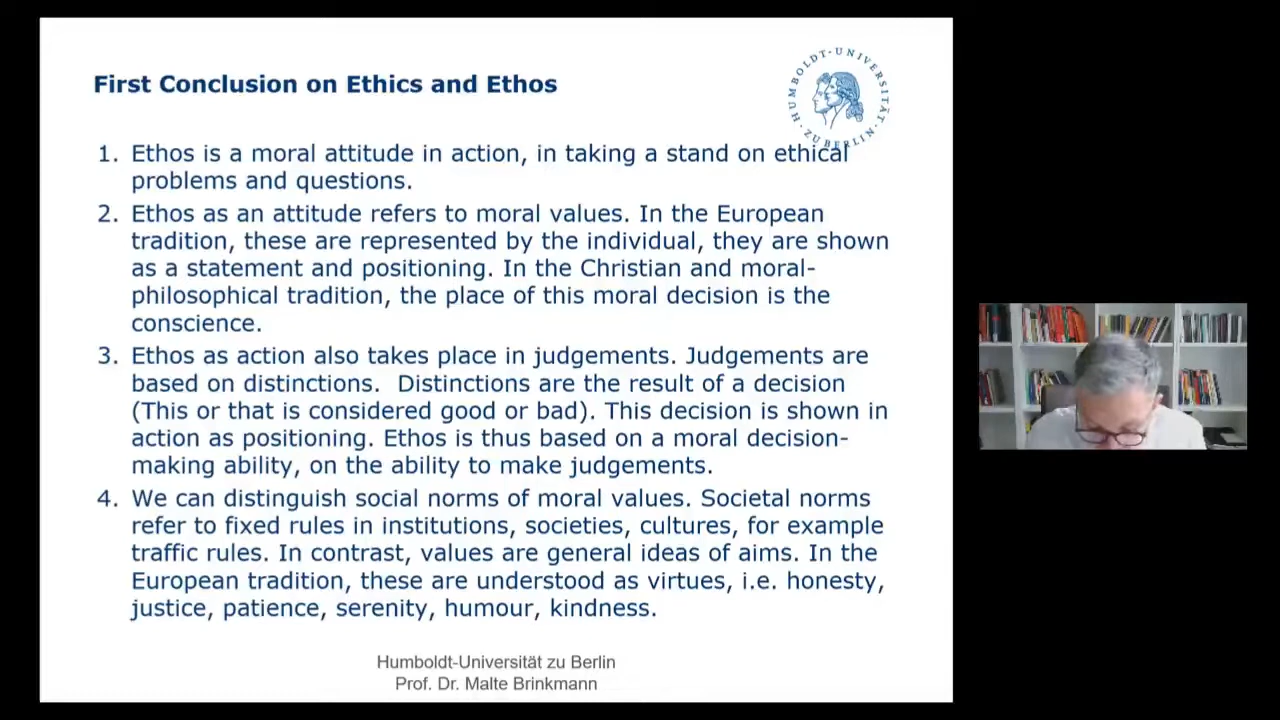 First Conclusion on Ethics and Ethos
HUMBOLDT-UNIVERSITÄT
ZU BERLIN
1. Ethos is a moral attitude in action, in taking a stand on ethical
problems and questions.
2. Ethos as an attitude refers to moral values. In the European
tradition, these are represented by the individual, they are shown
as a statement and positioning. In the Christian and moral-
philosophical tradition, the place of this moral decision is the
conscience.
3. Ethos as action also takes place in judgements. Judgements are
based on distinctions.  Distinctions are the result of a decision
(This or that is considered good or bad). This decision is shown in
action as positioning. Ethos is thus based on a moral decision-
making ability, on the ability to make judgements.
4. We can distinguish social norms of moral values. Societal norms
refer to fixed rules in institutions, societies, cultures, for example
traffic rules. In contrast, values are general ideas of aims. In the
European tradition, these are understood as virtues, i.e. honesty,
justice, patience, serenity, humour, kindness.
Humboldt-Universität zu Berlin
Prof. Dr. Malte Brinkmann